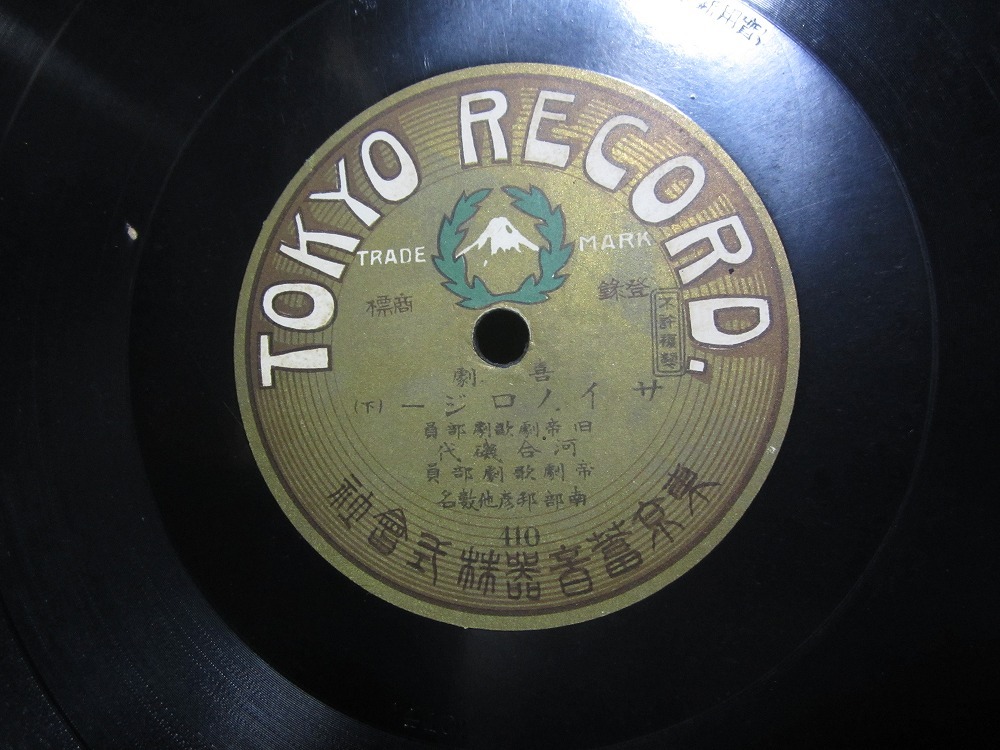 TOKYO RECORD.
TRADE MARK
登錄 商標
不許複製
喜劇
サイノロジー (下)
旧帝劇歌劇部員
河合磯代
帝劇歌劇部員
南部邦彦他数名
110
東京蓄音器株式會社